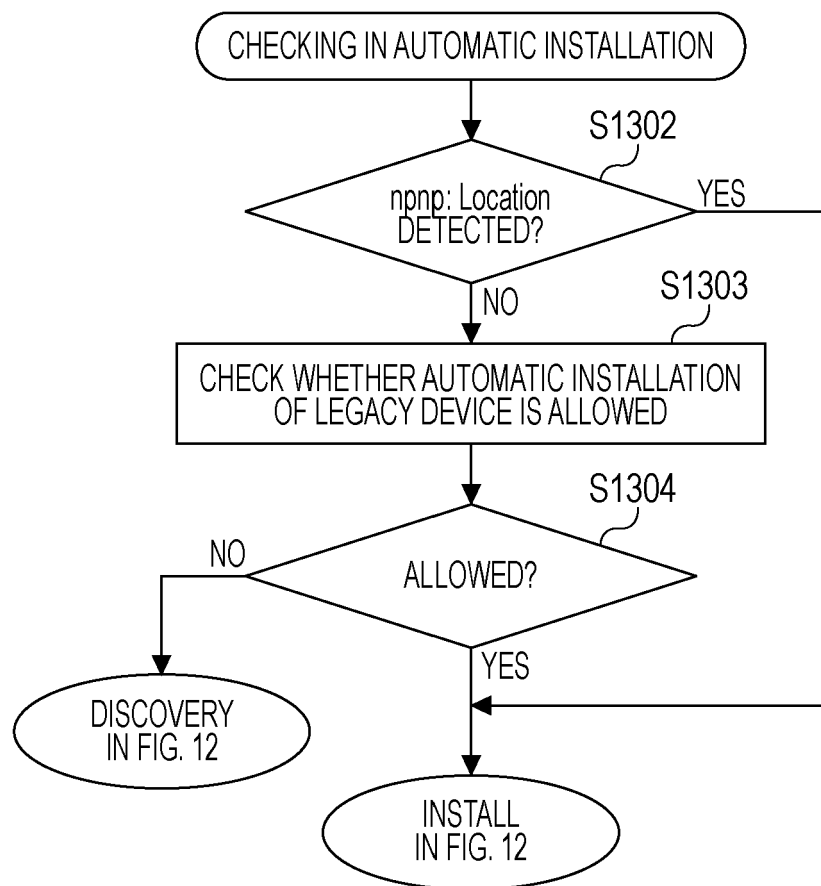 CHECKING IN AUTOMATIC INSTALLATION
S1302
npnp: Location
DETECTED?
YES
NO
S1303
CHECK WHETHER AUTOMATIC INSTALLATION
OF LEGACY DEVICE IS ALLOWED
S1304
NO
ALLOWED?
YES
DISCOVERY
IN FIG. 12
INSTALL
IN FIG. 12